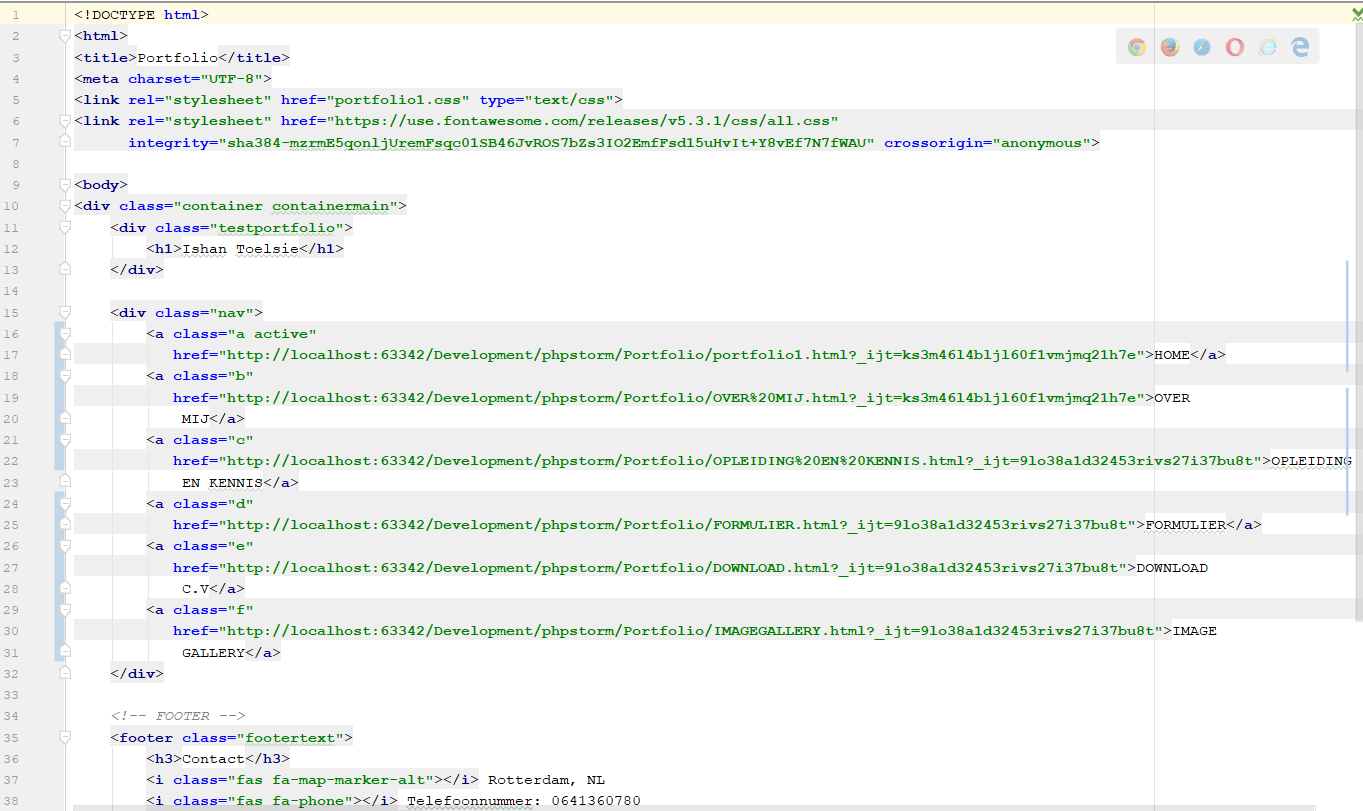 1 <!DOCTYPE html>
2 <html>
3 <title>Portfolio</title>
4 <meta charset="UTF-8">
5 <link rel="stylesheet" href="portfolio1.css" type="text/css">
6 <link rel="stylesheet" href="https://use.fontawesome.com/releases/v5.3.1/css/all.css"
7 integrity="sha384-mzrmE5qonljUremFsqc01SB46JvROS7bZs3IO2EmfFsd15uHvIt+Y8vEf7N7fWAU" crossorigin="anonymous">
8
9 <body>
10 <div class="container containermain">
11 <div class="testportfolio">
12 <h1>Ishan Toelsie</h1>
13 </div>
14
15 <div class="nav">
16 <a class="a active"
17 href="http://localhost:63342/Development/phpstorm/Portfolio/portfolio1.html?_ijt=ks3m46l4bljl60f1vmjmq21h7e">HOME</a>
18 <a class="b"
19 href="http://localhost:63342/Development/phpstorm/Portfolio/OVER%20MIJ.html?_ijt=ks3m46l4bljl60f1vmjmq21h7e">OVER
20 MIJ</a>
21 <a class="c"
22 href="http://localhost:63342/Development/phpstorm/Portfolio/OPLEIDING%20EN%20KENNIS.html?_ijt=9lo38a1d32453rivs27i37bu8t">OPLEIDING
23 EN KENNIS</a>
24 <a class="d"
25 href="http://localhost:63342/Development/phpstorm/Portfolio/FORMULIER.html?_ijt=9lo38a1d32453rivs27i37bu8t">FORMULIER</a>
26 <a class="e"
27 href="http://localhost:63342/Development/phpstorm/Portfolio/DOWNLOAD.html?_ijt=9lo38a1d32453rivs27i37bu8t">DOWNLOAD
28 C.V</a>
29 <a class="f"
30 href="http://localhost:63342/Development/phpstorm/Portfolio/IMAGEGALLERY.html?_ijt=9lo38a1d32453rivs27i37bu8t">IMAGE
31 GALLERY</a>
32 </div>
33
34 <!-- FOOTER -->
35 <footer class="footertext">
36 <h3>Contact</h3>
37 <i class="fas fa-map-marker-alt"></i> Rotterdam, NL
38 <i class="fas fa-phone"></i> Telefoonnummer: 0641360780